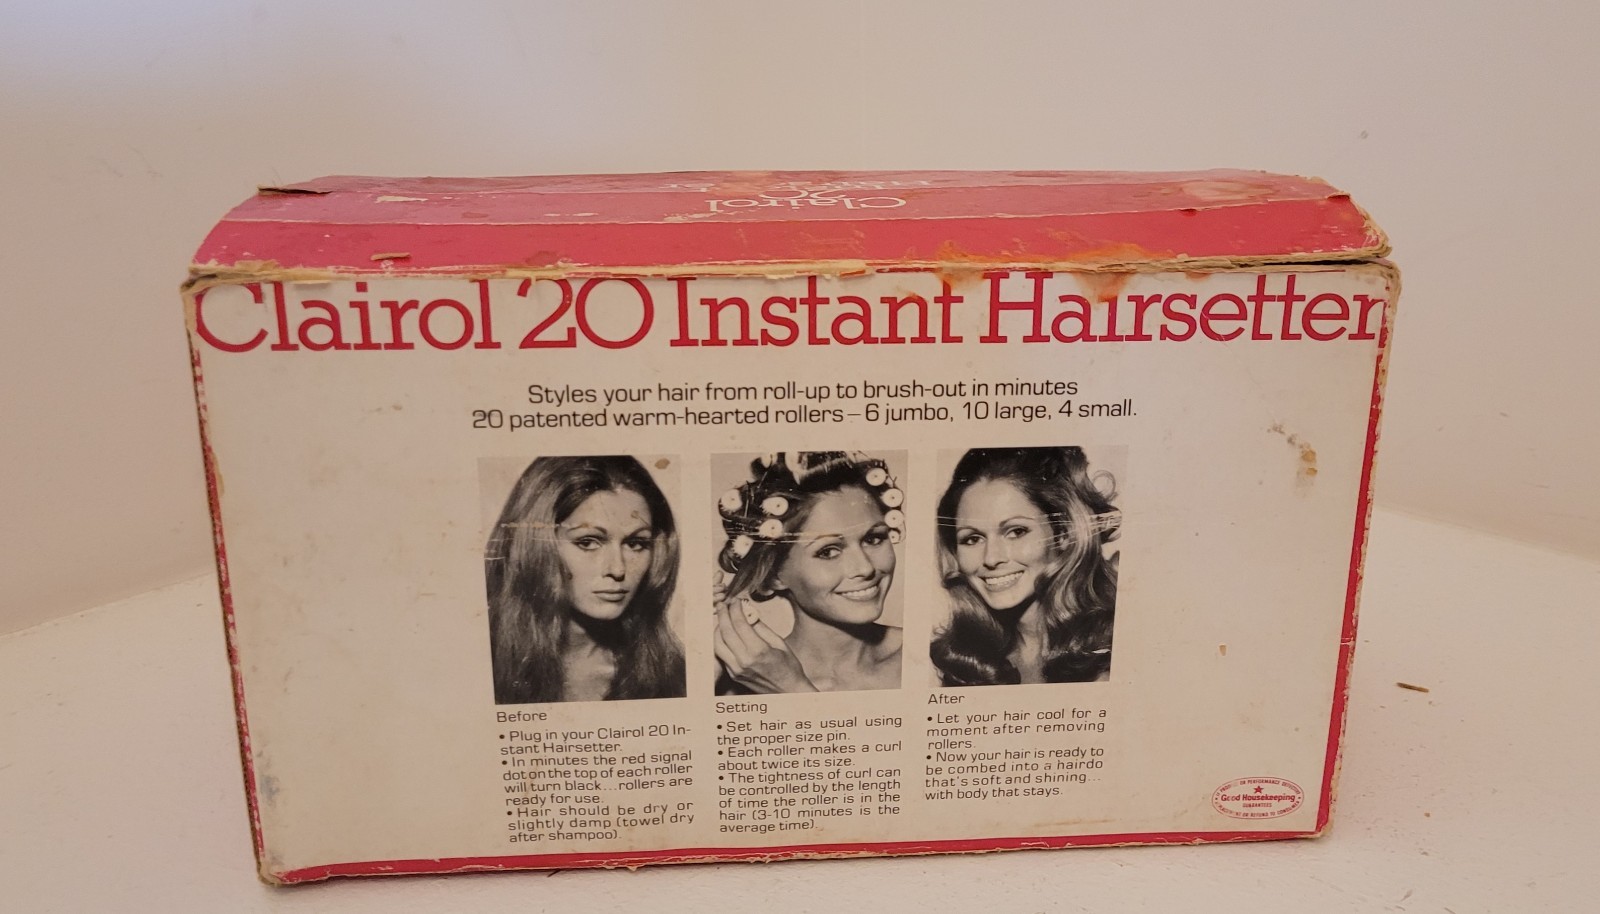 Clairol
20
Clairol 20 Instant Hairsetter
Styles your hair from roll-up to brush-out in minutes
20 patented warm-hearted rollers – 6 jumbo, 10 large, 4 small.
Before
• Plug in your Clairol 20 In-
stant Hairsetter.
• In minutes the red signal
dot on the top of each roller
will turn black...rollers are
ready for use.
• Hair should be dry or
slightly damp (towel dry
after shampoo).
Setting
• Set hair as usual using
the proper size pin.
• Each roller makes a curl
about twice its size.
• The tightness of curl can
be controlled by the length
of time the roller is in the
hair (3-10 minutes is the
average time).
After
• Let your hair cool for a
moment after removing
rollers.
• Now your hair is ready to
be combed into a hairdo
that's soft and shining...
with body that stays.
Good Housekeeping
GUARANTEES